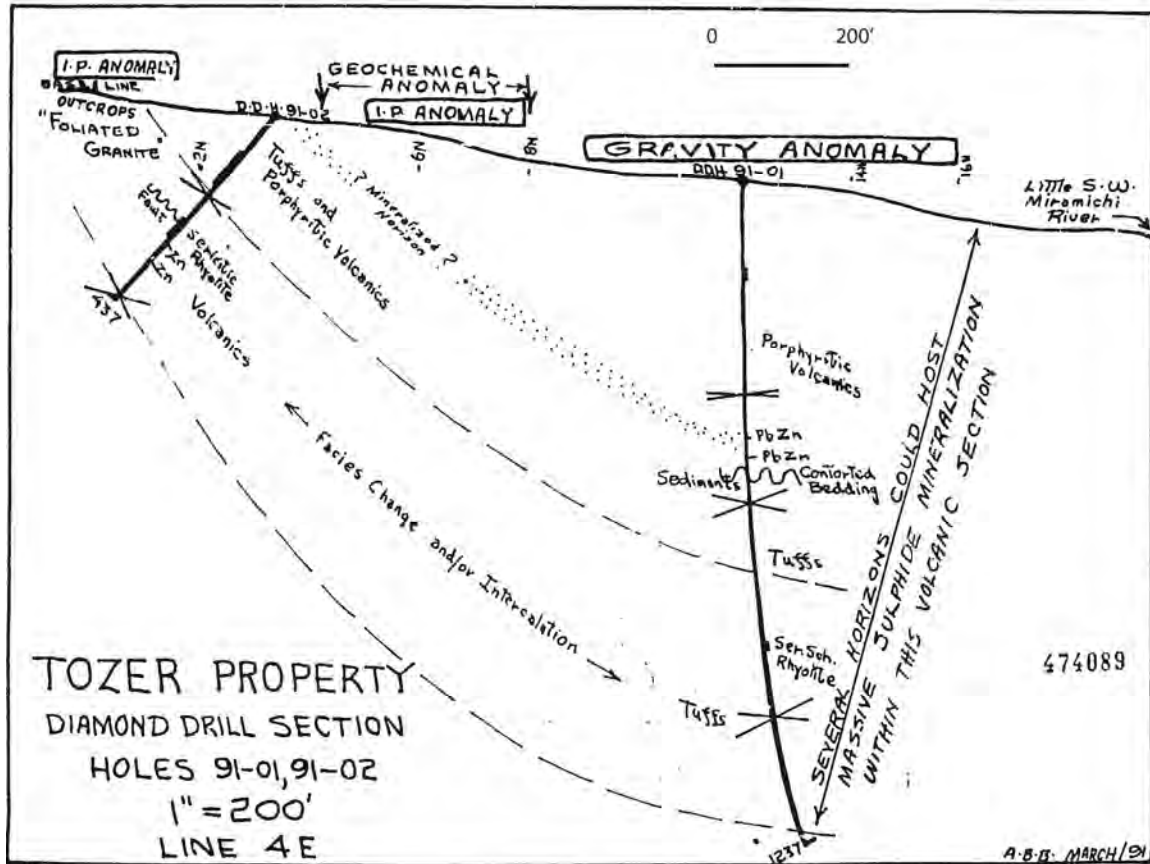 0 200'
I.P. ANOMALY
LINE
OUTCROPS
"FOLIATED
GRANITE"
D.D.H. 91-02
GEOCHEMICAL
ANOMALY
I.P. ANOMALY
2N
6N
8N
GRAVITY ANOMALY
DDH 91-01
14N
16N
Little S.W.
Miramichi
River
Tuffs and
Porphyritic Volcanics
? Mineralized ?
Horizon
Sericitic
Rhyolite
Volcanics
Zn
Zn
437
Porphyritic
Volcanics
PbZn
PbZn
Sediments
Contorted
Bedding
Tuffs
Facies Change and/or Intercalation
Ser. Sch.
Rhyolite
Tuffs
1237
SEVERAL HORIZONS COULD HOST
MASSIVE SULPHIDE MINERALIZATION
WITHIN THIS VOLCANIC SECTION
474089
TOZER PROPERTY
DIAMOND DRILL SECTION
HOLES 91-01, 91-02
1" = 200'
LINE 4E
MARCH/91